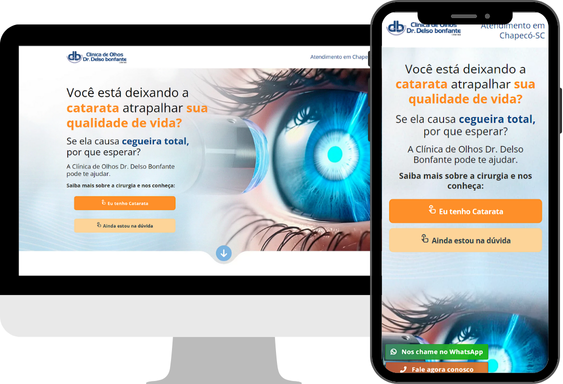 Clínica de Olhos
Dr. Delso bonfante
Atendimento em Chape
Você está deixando a
catarata atrapalhar sua
qualidade de vida?
Se ela causa cegueira total,
por que esperar?
A Clínica de Olhos Dr. Delso Bonfante
pode te ajudar.
Saiba mais sobre a cirurgia e nos conheça:
Eu tenho Catarata
Ainda estou na dúvida
Clínica de Olhos
Dr. Delso bonfante
Atendimento em
Chapecó-SC
Você está deixando a
catarata atrapalhar sua
qualidade de vida?
Se ela causa cegueira total,
por que esperar?
A Clínica de Olhos Dr. Delso
Bonfante pode te ajudar.
Saiba mais sobre a cirurgia e nos
conheça:
Eu tenho Catarata
Ainda estou na dúvida
Nos chame no WhatsApp
Fale agora conosco